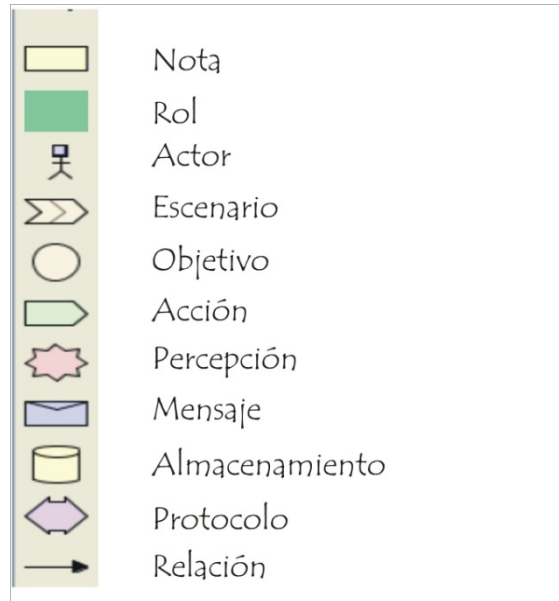 Nota
Rol
Actor
Escenario
Objetivo
Acción
Percepción
Mensaje
Almacenamiento
Protocolo
Relación